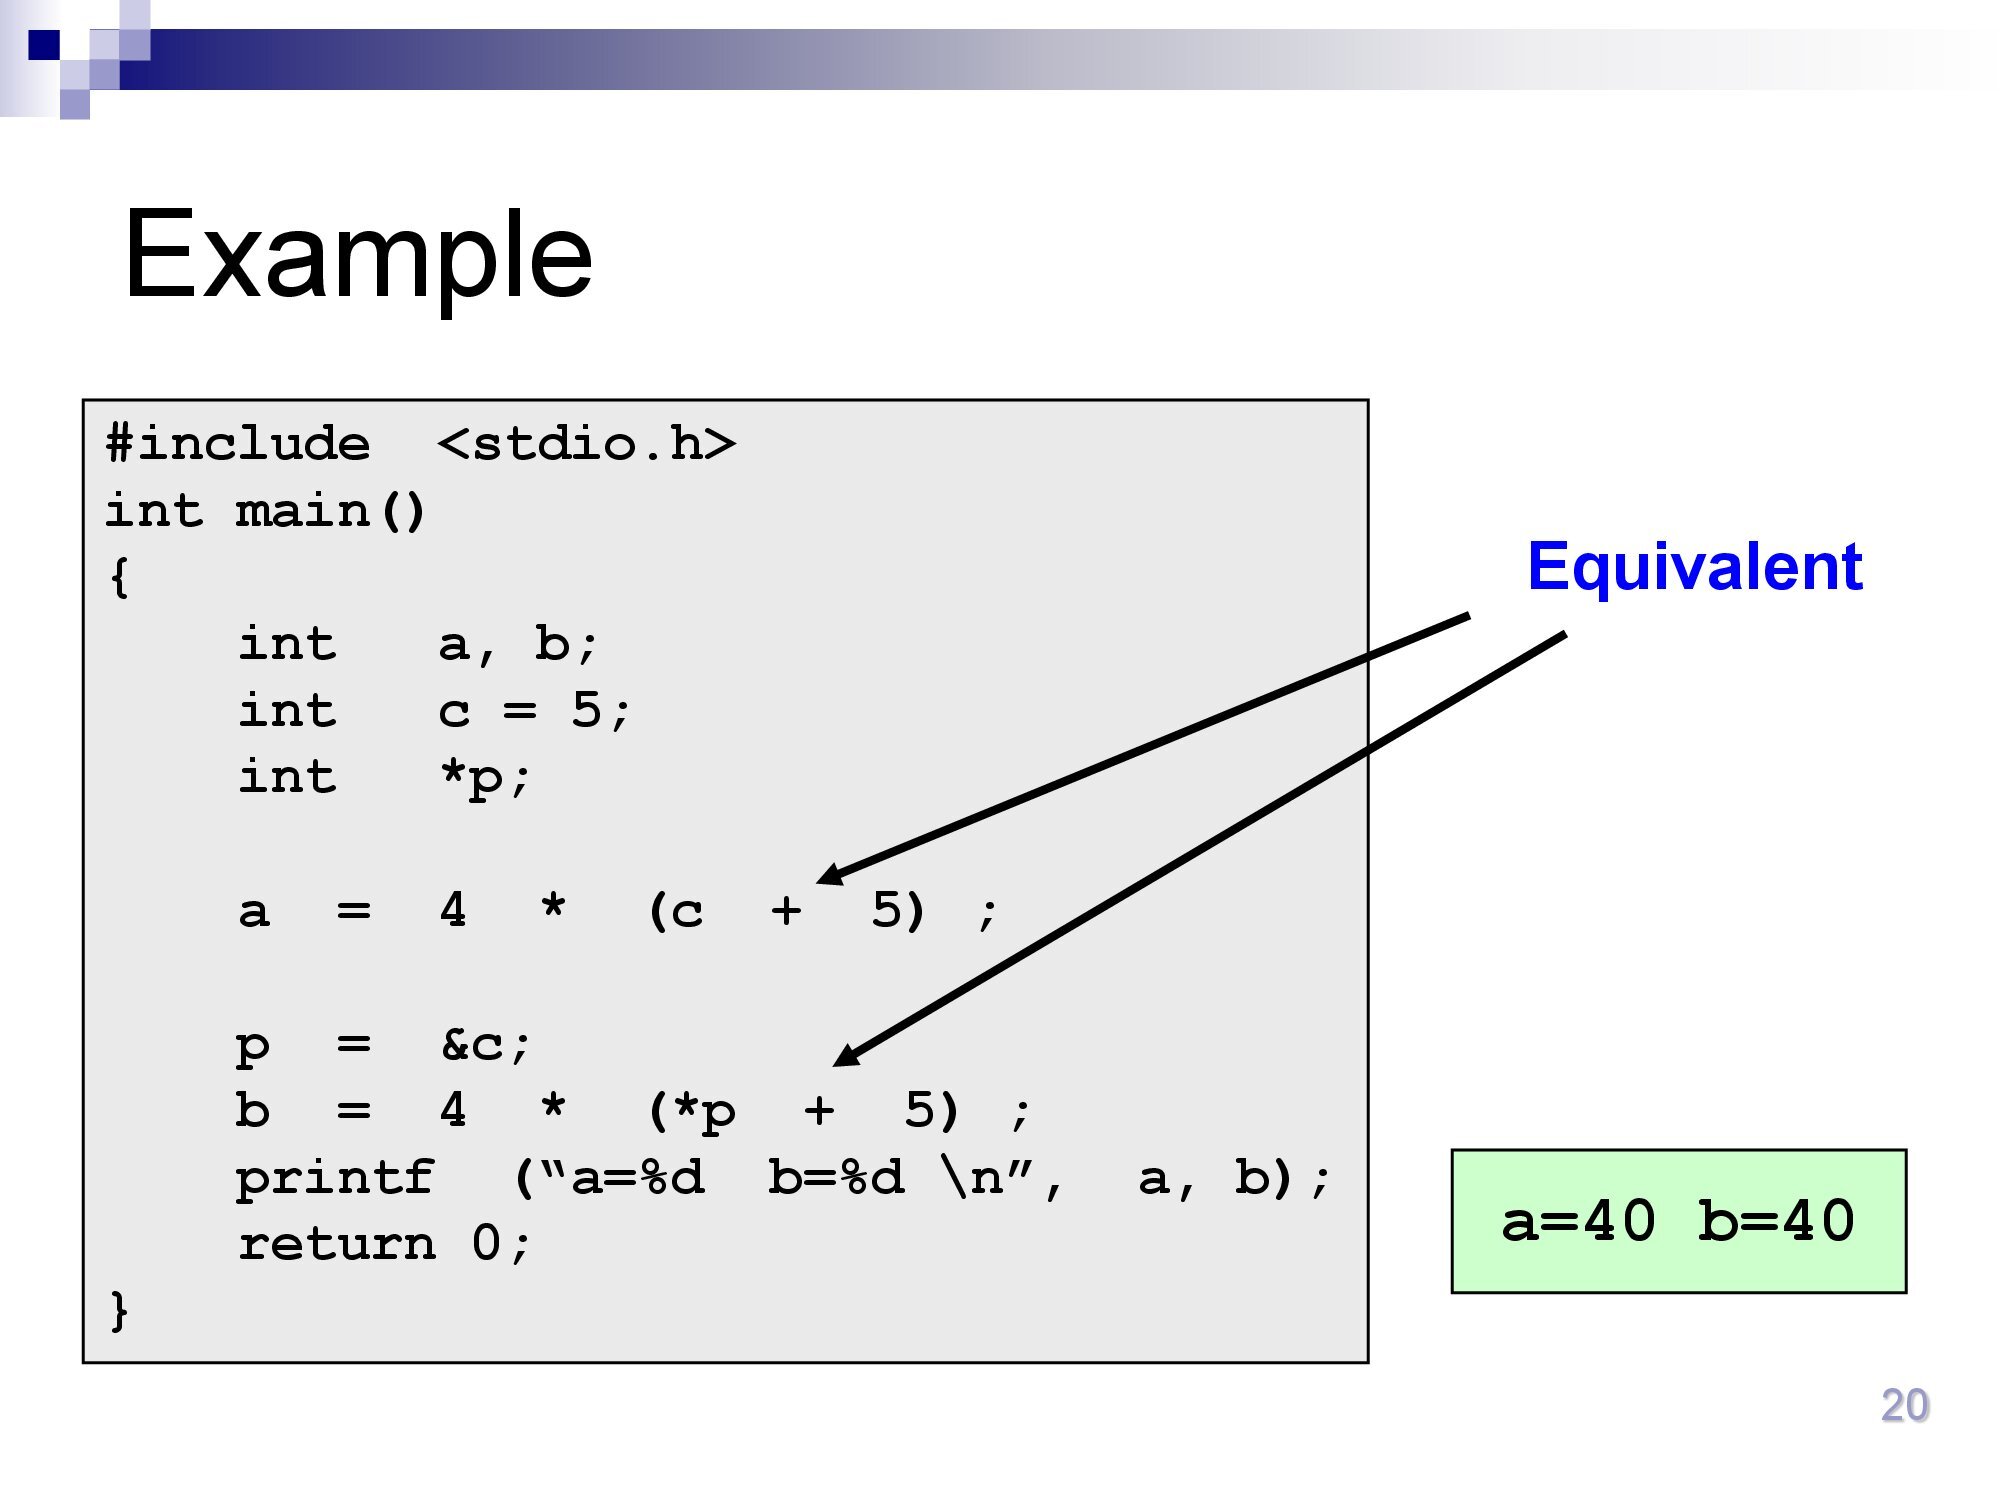 Example
#include  <stdio.h>
int main()
{
    int   a, b;
    int   c = 5;
    int   *p;
    a  =  4  *  (c  +  5) ;
    p  =  &c;
    b  =  4  *  (*p  +  5) ;
    printf  (“a=%d  b=%d \n”,  a, b);
    return 0;
}
Equivalent
a=40 b=40
20